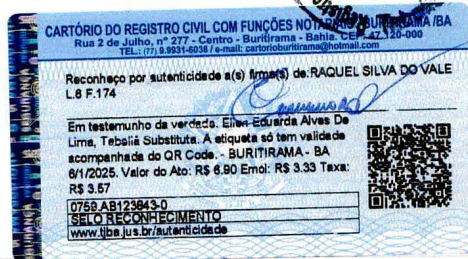 CARTÓRIO DO REGISTRO CIVIL COM FUNÇÕES NOTARIAIS BURITIRAMA /BA
Rua 2 de Julho, nº 277 - Centro - Buritirama - Bahia. CEP: 47.120-000
TEL.: (77) 9.9931-6038 / e-mail: cartorioburitirama@hotmail.com
Reconheço por autenticidade a(s) firma(s) de: RAQUEL SILVA DO VALE
L.6 F.174
Em testemunho da verdade. Ellen Eduarda Alves De
Lima, Tabeliã Substituta. A etiqueta só tem validade
acompanhada do QR Code. - BURITIRAMA - BA
6/1/2025. Valor do Ato: R$ 6.90 Emol: R$ 3.33 Taxa:
R$ 3.57
0759.AB123643-0
SELO RECONHECIMENTO
www.tjba.jus.br/autenticidade